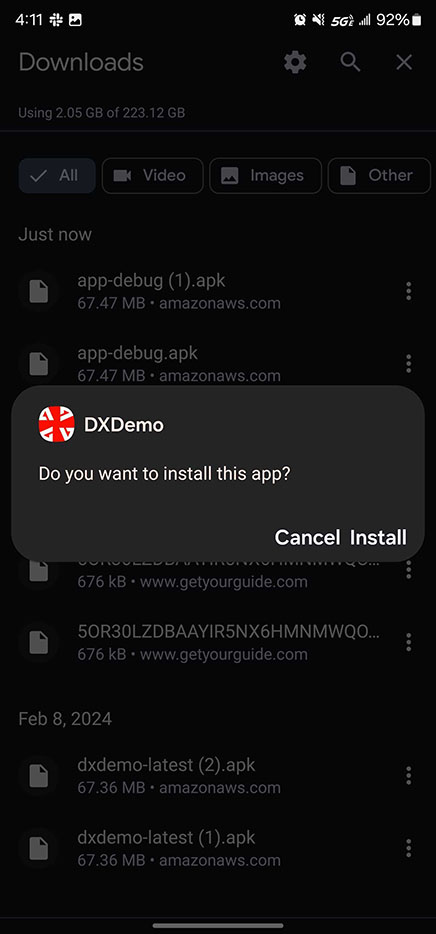 4:11
5G 92%
Downloads
Using 2.05 GB of 223.12 GB
All
Video
Images
Other
Just now
app-debug (1).apk
67.47 MB • amazonaws.com
app-debug.apk
67.47 MB • amazonaws.com
DXDemo
Do you want to install this app?
Cancel Install
5OR30LZDBAAYIR5NX6HMNMWQO...
676 kB • www.getyourguide.com
5OR30LZDBAAYIR5NX6HMNMWQO...
676 kB • www.getyourguide.com
Feb 8, 2024
dxdemo-latest (2).apk
67.36 MB • amazonaws.com
dxdemo-latest (1).apk
67.36 MB • amazonaws.com